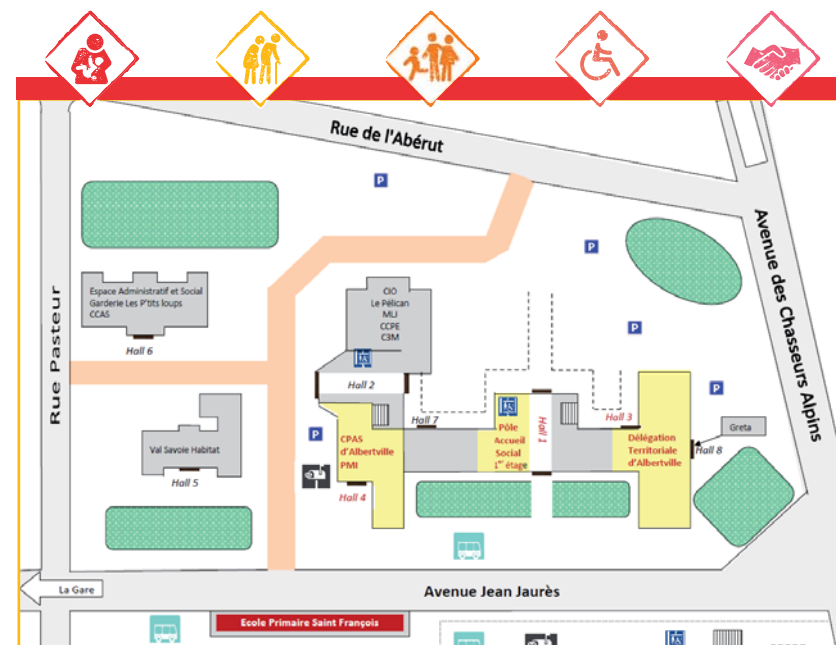 Rue de l'Abérut
P
Avenue des Chasseurs Alpins
P
P
P
Rue Pasteur
Espace Administratif et Social
Garderie Les P'tits loups
CCAS
Hall 6
CIO
Le Pélican
MLJ
CCPE
C3M
Hall 2
Hall 7
Hall 1
Hall 3
Greta
Hall 8
Val Savoie Habitat
Hall 5
P
CPAS
d'Albertville
PMI
Hall 4
Pôle
Accueil
Social
1er étage
Délégation
Territoriale
d'Albertville
La Gare
Avenue Jean Jaurès
Ecole Primaire Saint François